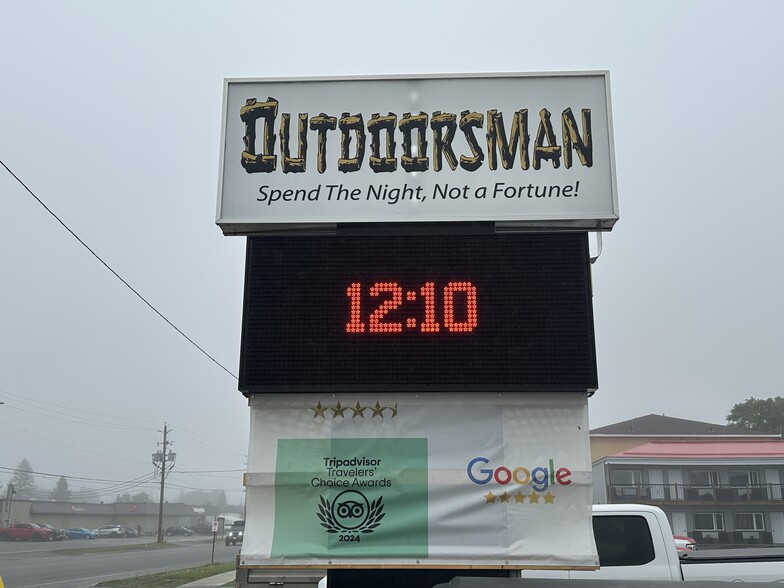 OUTDOORSMAN
Spend The Night, Not a Fortune!
12:10
Tripadvisor
Travelers'
Choice Awards
2024
Google